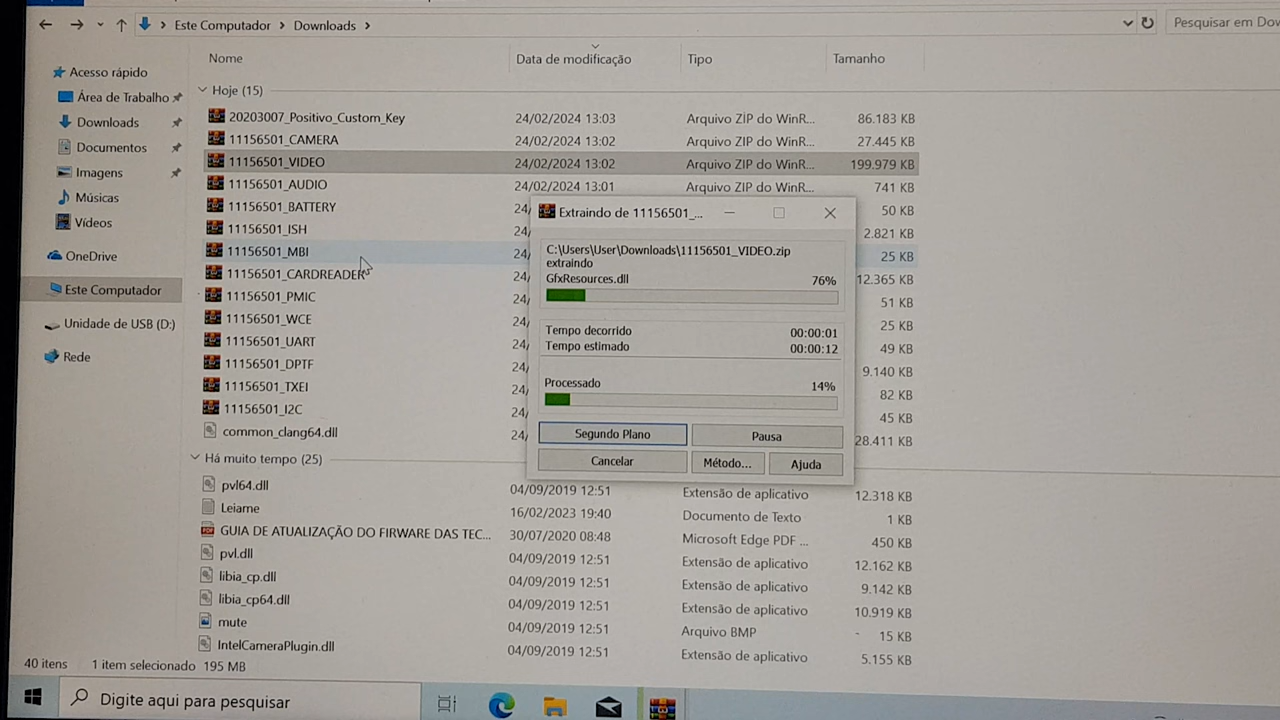 Este Computador > Downloads >
Pesquisar em Dow
Nome Data de modificação Tipo Tamanho
Acesso rápido
Área de Trabalho
Downloads
Documentos
Imagens
Músicas
Vídeos
OneDrive
Este Computador
Unidade de USB (D:)
Rede
Hoje (15)
20203007_Positivo_Custom_Key 24/02/2024 13:03 Arquivo ZIP do WinR... 86.183 KB
11156501_CAMERA 24/02/2024 13:02 Arquivo ZIP do WinR... 27.445 KB
11156501_VIDEO 24/02/2024 13:02 Arquivo ZIP do WinR... 199.979 KB
11156501_AUDIO 24/02/2024 13:01 Arquivo ZIP do WinR... 741 KB
11156501_BATTERY 24/ 50 KB
11156501_ISH 24/ 2.821 KB
11156501_MBI 24/ 25 KB
11156501_CARDREADER 24/ 12.365 KB
11156501_PMIC 24/ 51 KB
11156501_WCE 24/ 25 KB
11156501_UART 24/ 49 KB
11156501_DPTF 24/ 9.140 KB
11156501_TXEI 24/ 82 KB
11156501_I2C 24/ 45 KB
common_clang64.dll 24/ 28.411 KB
Há muito tempo (25)
pvl64.dll 04/09/2019 12:51 Extensão de aplicativo 12.318 KB
Leiame 16/02/2023 19:40 Documento de Texto 1 KB
GUIA DE ATUALIZAÇÃO DO FIRWARE DAS TEC... 30/07/2020 08:48 Microsoft Edge PDF ... 450 KB
pvl.dll 04/09/2019 12:51 Extensão de aplicativo 12.162 KB
libia_cp.dll 04/09/2019 12:51 Extensão de aplicativo 9.142 KB
libia_cp64.dll 04/09/2019 12:51 Extensão de aplicativo 10.919 KB
mute 04/09/2019 12:51 Arquivo BMP 15 KB
IntelCameraPlugin.dll 04/09/2019 12:51 Extensão de aplicativo 5.155 KB
Extraindo de 11156501_...
C:\Users\User\Downloads\11156501_VIDEO.zip
extraindo
GfxResources.dll 76%
Tempo decorrido 00:00:01
Tempo estimado 00:00:12
Processado 14%
Segundo Plano Pausa
Cancelar Método... Ajuda
40 itens 1 item selecionado 195 MB
Digite aqui para pesquisar